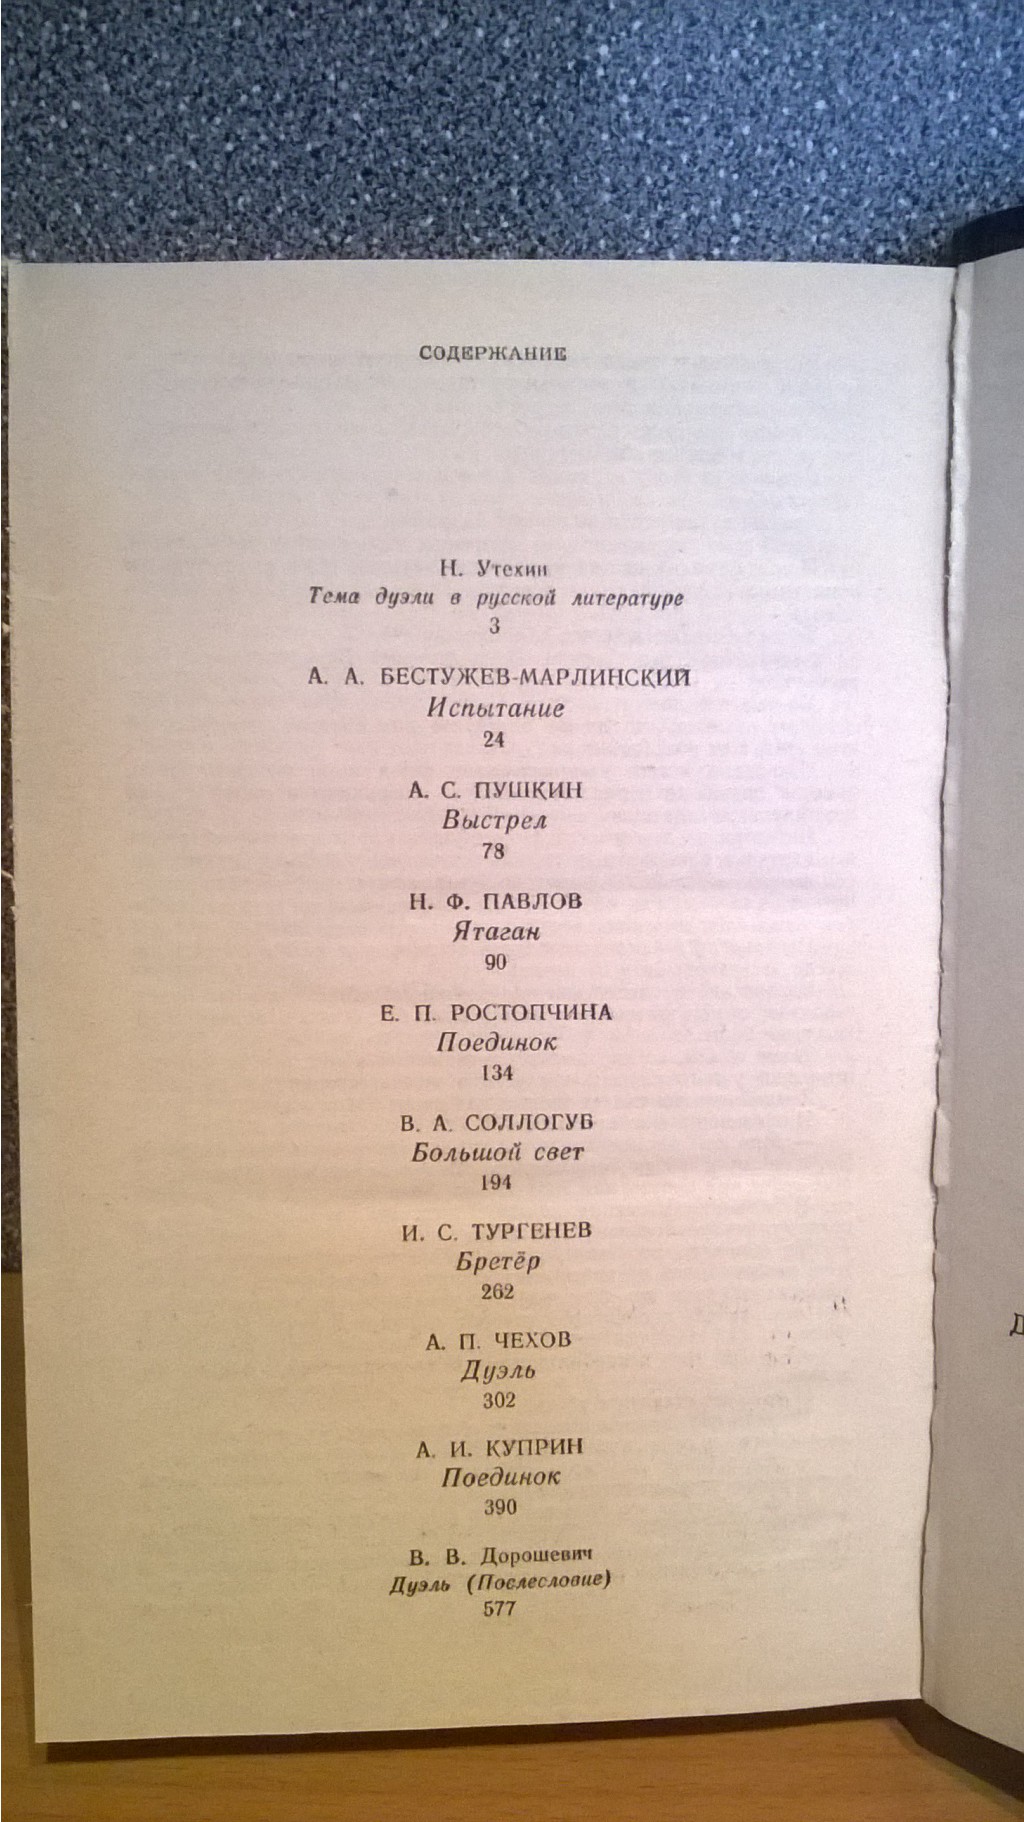 СОДЕРЖАНИЕ
Н. Утехин
Тема дуэли в русской литературе
3
А. А. БЕСТУЖЕВ-МАРЛИНСКИЙ
Испытание
24
А. С. ПУШКИН
Выстрел
78
Н. Ф. ПАВЛОВ
Ятаган
90
Е. П. РОСТОПЧИНА
Поединок
134
В. А. СОЛЛОГУБ
Большой свет
194
И. С. ТУРГЕНЕВ
Бретёр
262
А. П. ЧЕХОВ
Дуэль
302
А. И. КУПРИН
Поединок
390
В. В. Дорошевич
Дуэль (Послесловие)
577